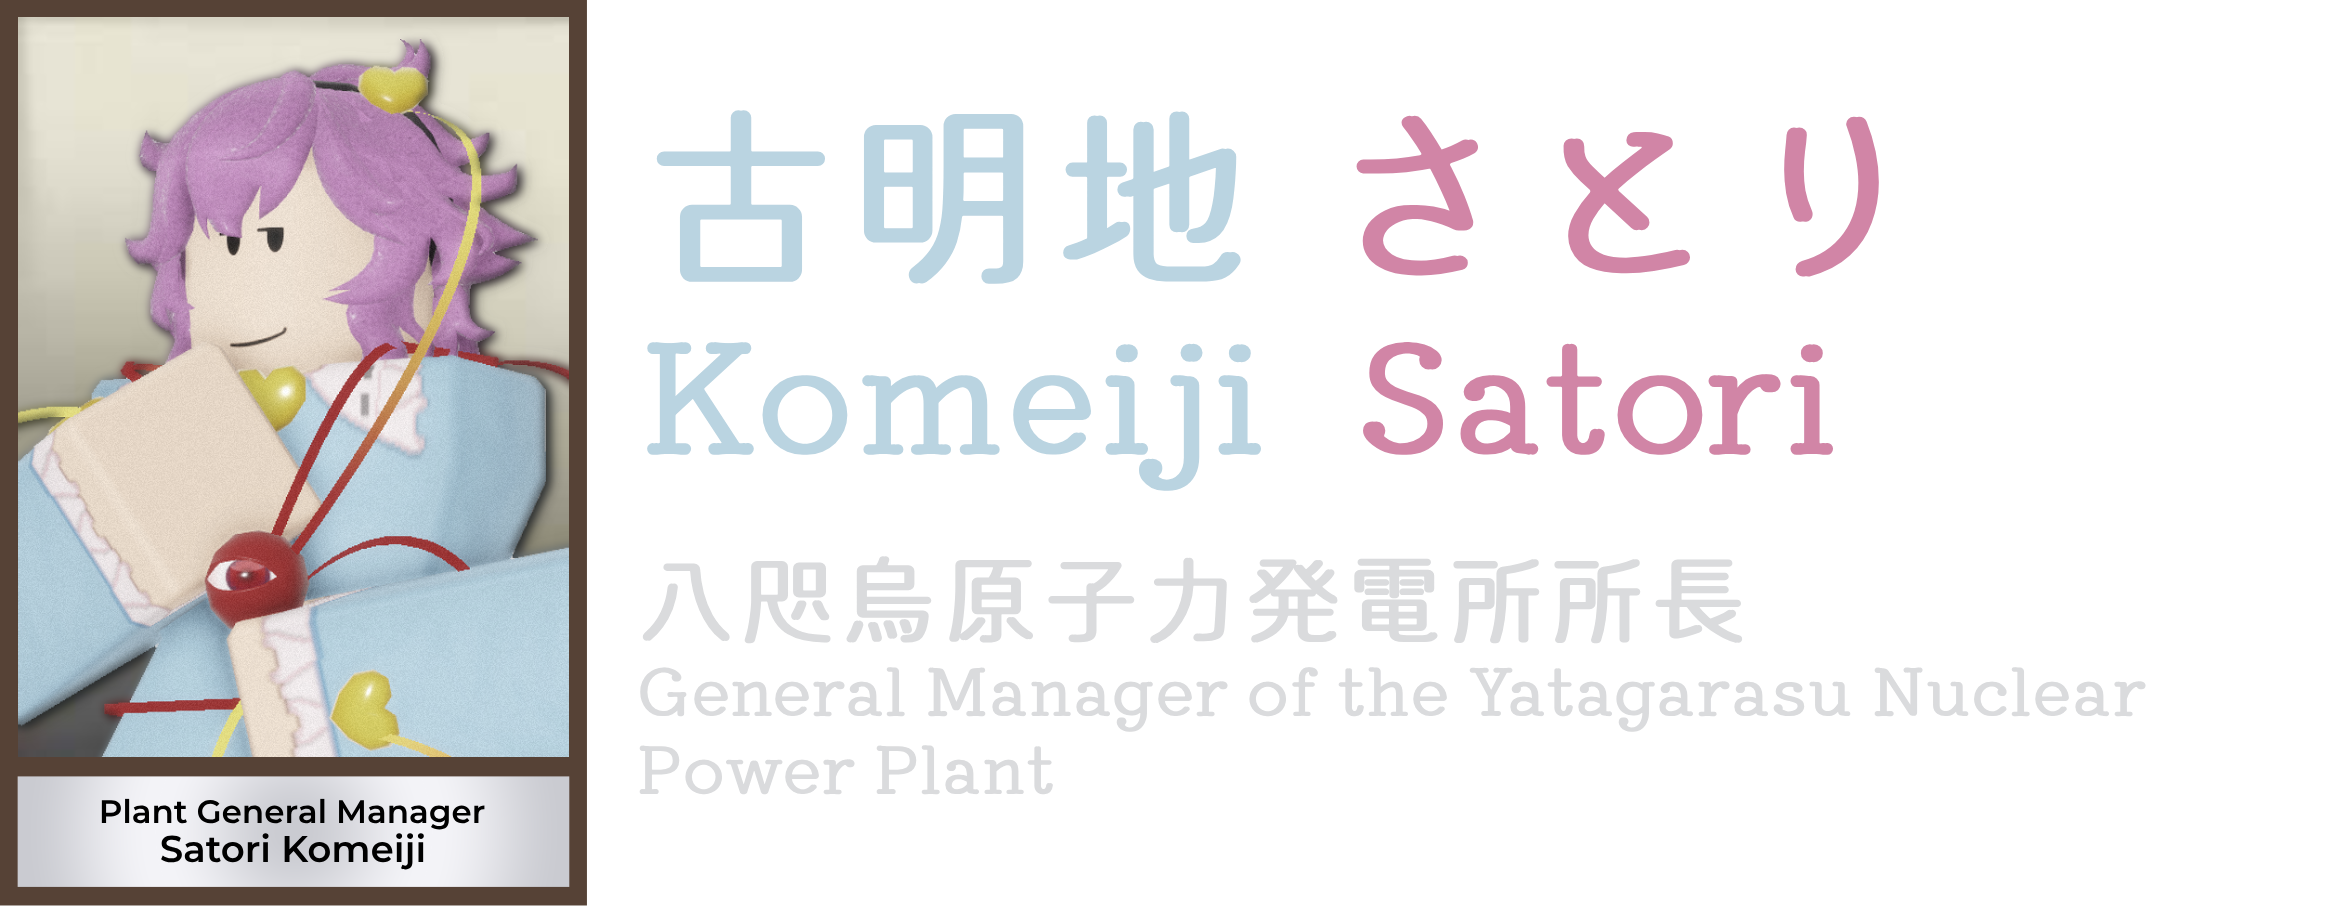 古明地 さとり
Komeiji Satori
八咫烏原子力発電所所長
General Manager of the Yatagarasu Nuclear
Power Plant
Plant General Manager
Satori Komeiji